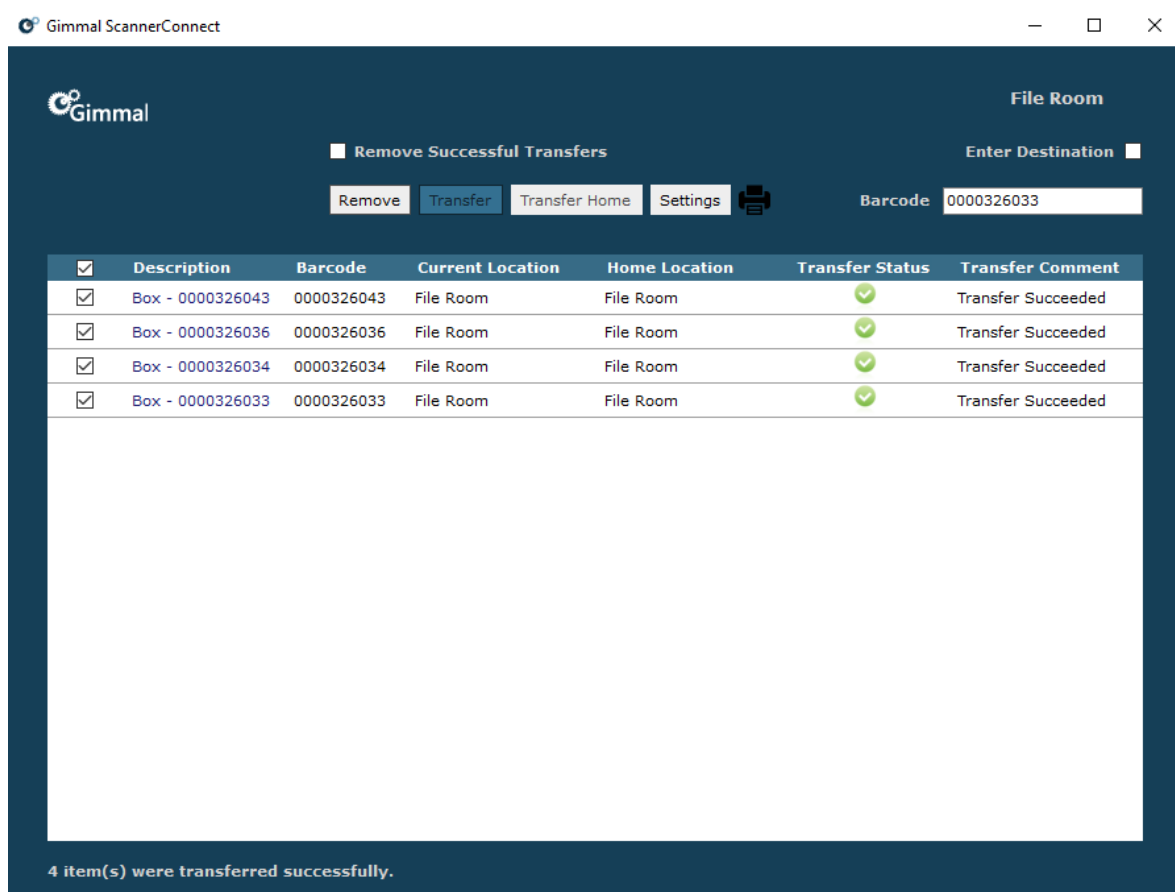 Gimmal ScannerConnect
Gimmal
File Room
Remove Successful Transfers
Enter Destination
Remove Transfer Transfer Home Settings Barcode 0000326033
Description Barcode Current Location Home Location Transfer Status Transfer Comment
Box - 0000326043 0000326043 File Room File Room Transfer Succeeded
Box - 0000326036 0000326036 File Room File Room Transfer Succeeded
Box - 0000326034 0000326034 File Room File Room Transfer Succeeded
Box - 0000326033 0000326033 File Room File Room Transfer Succeeded
4 item(s) were transferred successfully.